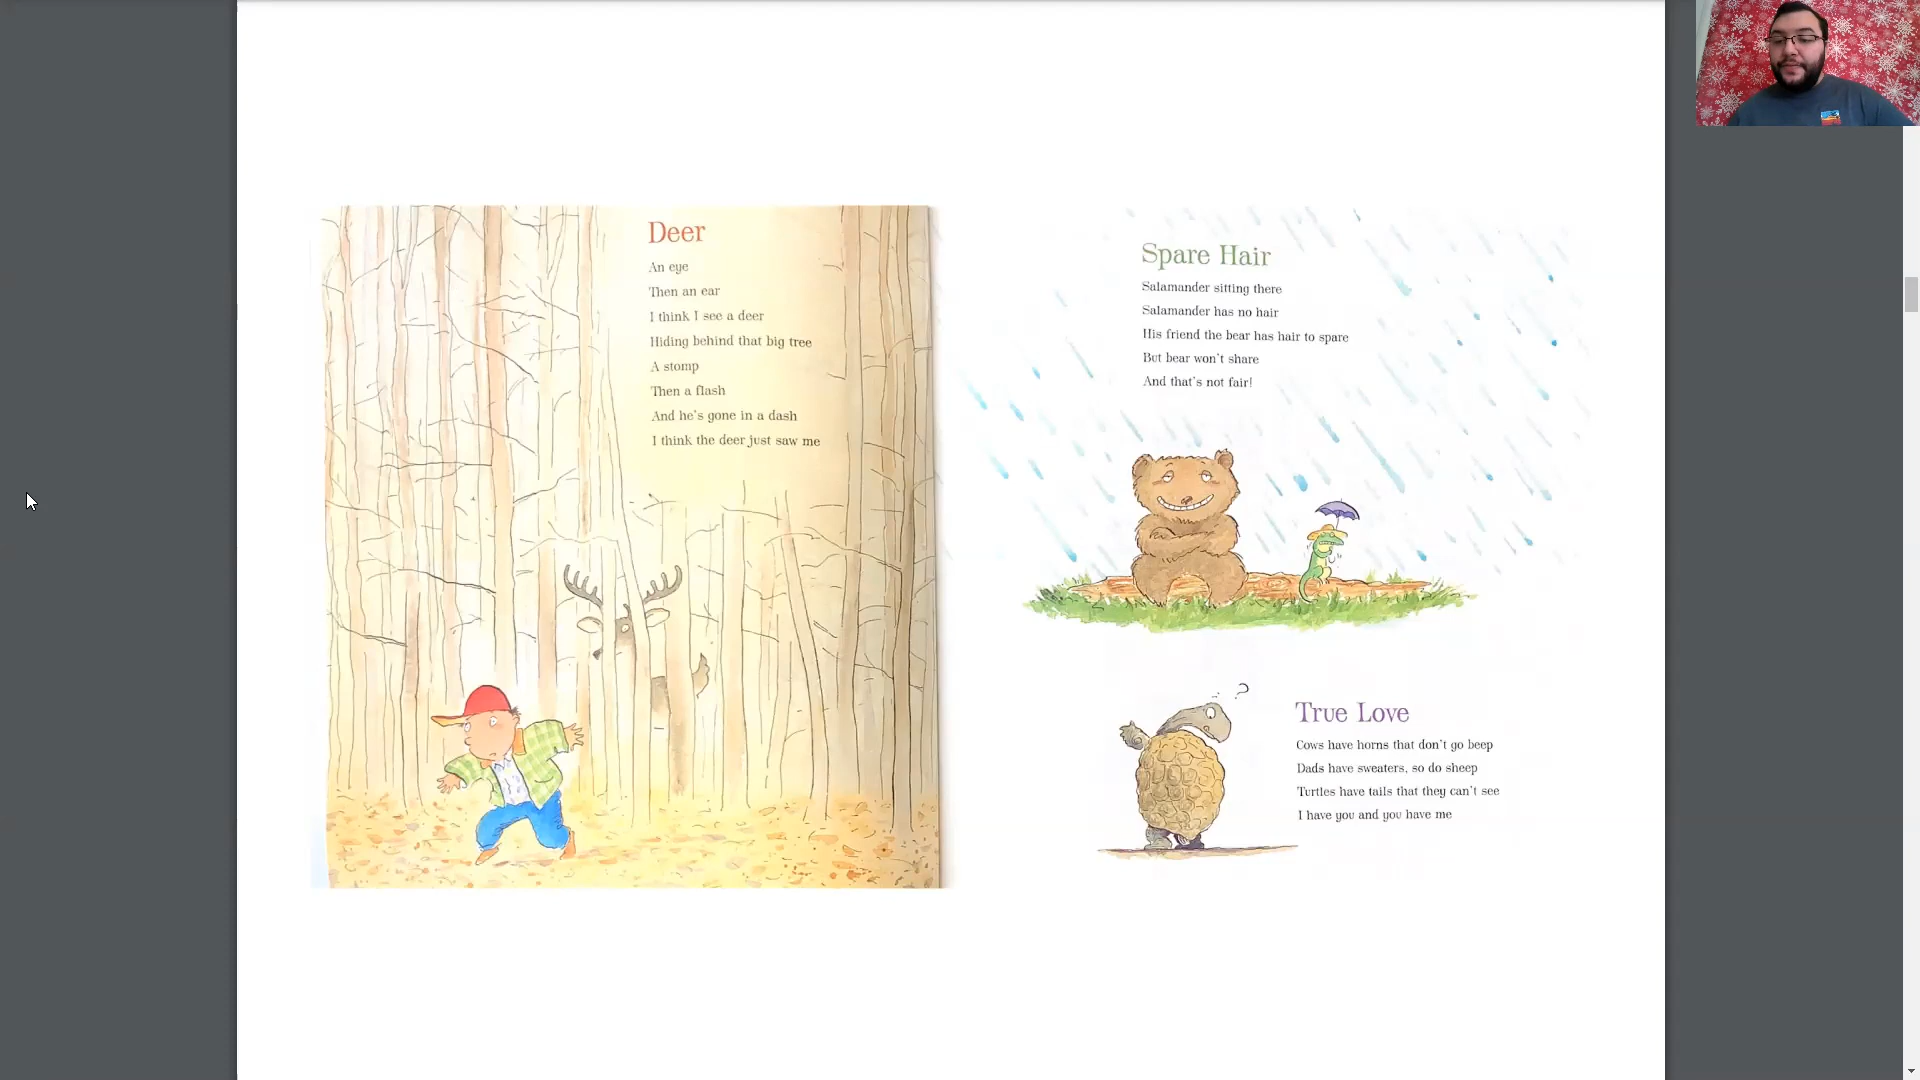 Deer
An eye
Then an ear
I think I see a deer
Hiding behind that big tree
A stomp
Then a flash
And he's gone in a dash
I think the deer just saw me
Spare Hair
Salamander sitting there
Salamander has no hair
His friend the bear has hair to spare
But bear won't share
And that's not fair!
?
True Love
Cows have horns that don't go beep
Dads have sweaters, so do sheep
Turtles have tails that they can't see
I have you and you have me